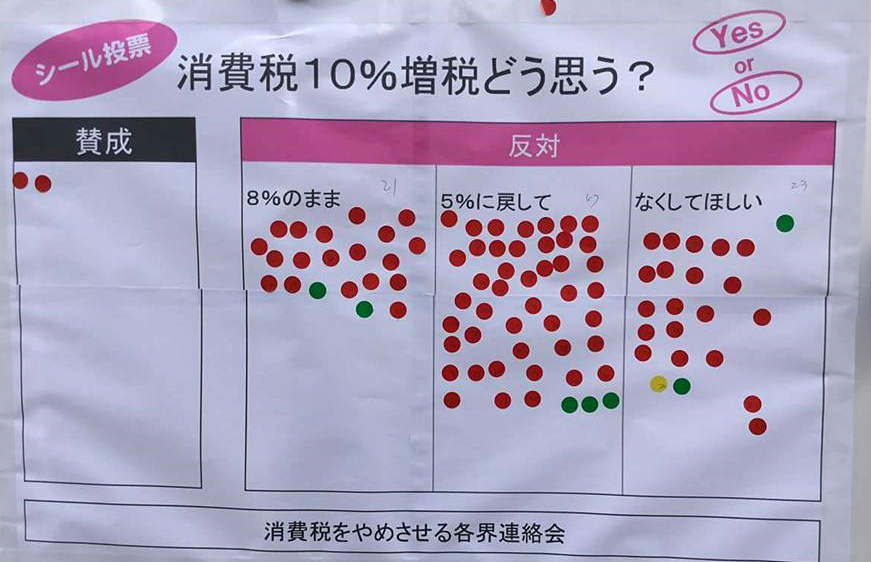 シール投票
消費税10%増税どう思う?
Yes
or
No
賛成
反対
8%のまま
21
5%に戻して
なくしてほしい
23
消費税をやめさせる各界連絡会